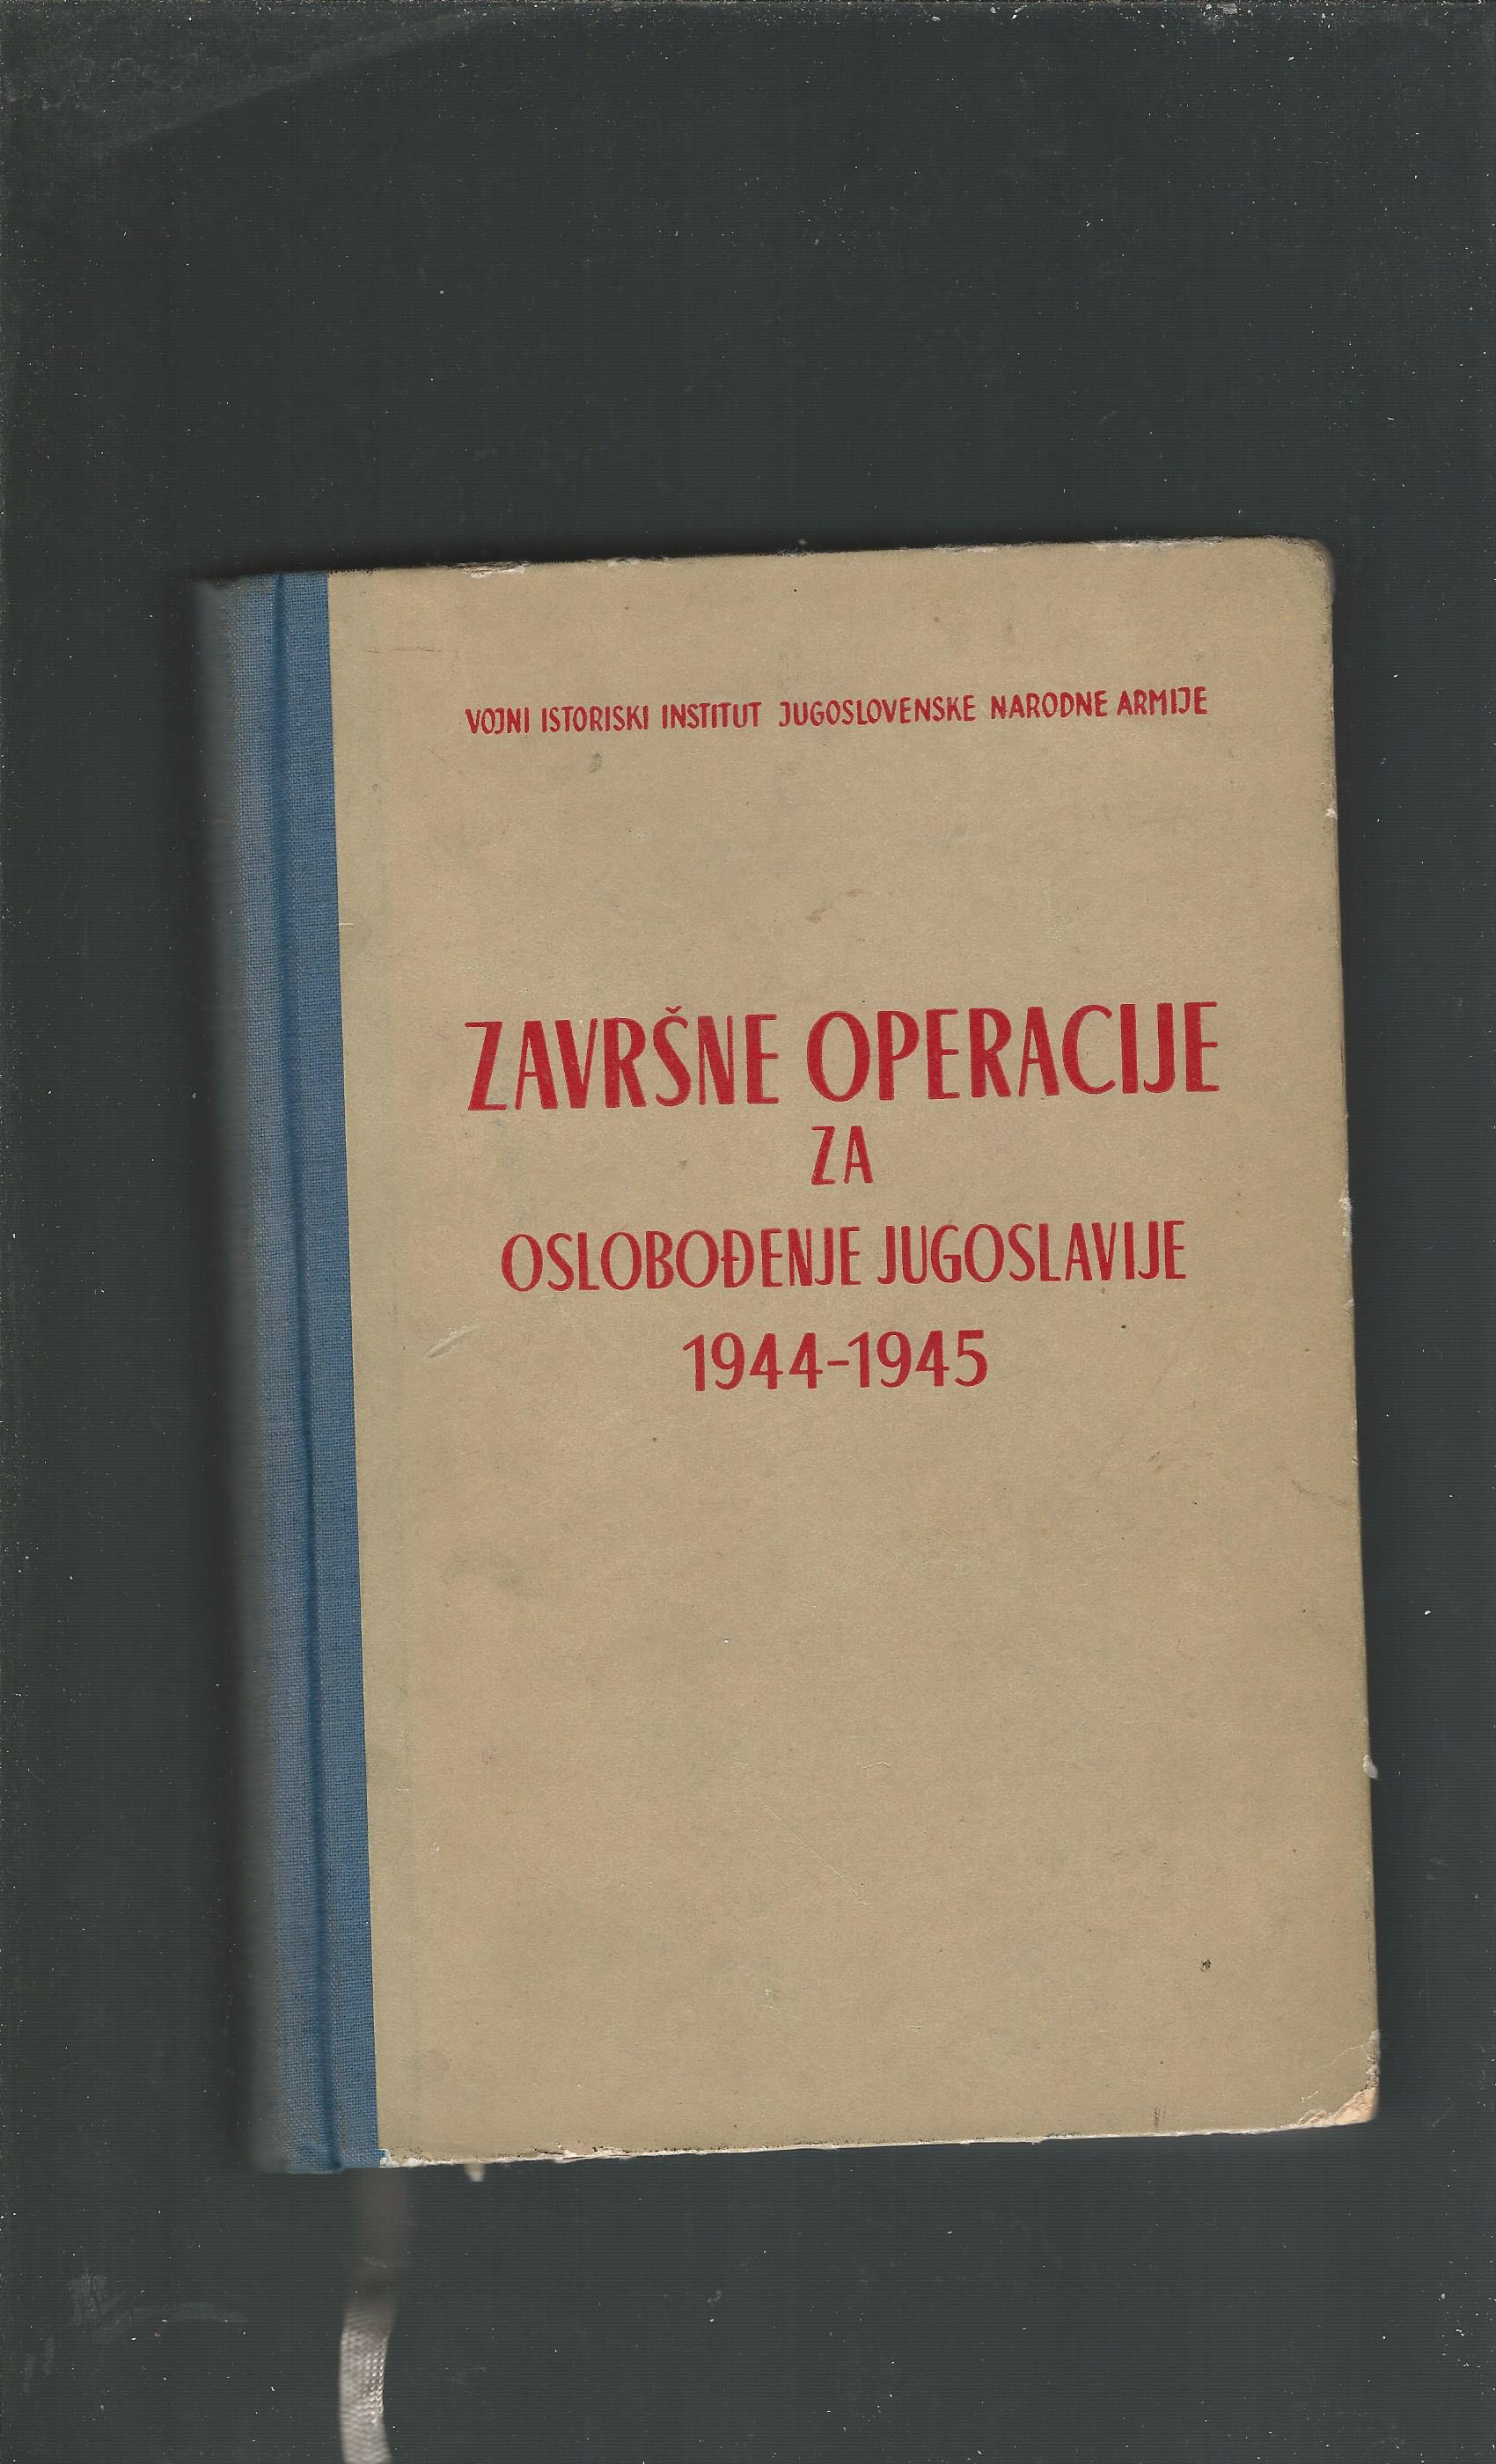 VOJNI ISTORISKI INSTITUT JUGOSLOVENSKE NARODNE ARMIJE
ZAVRŠNE OPERACIJE
ZA
OSLOBOĐENJE JUGOSLAVIJE
1944-1945